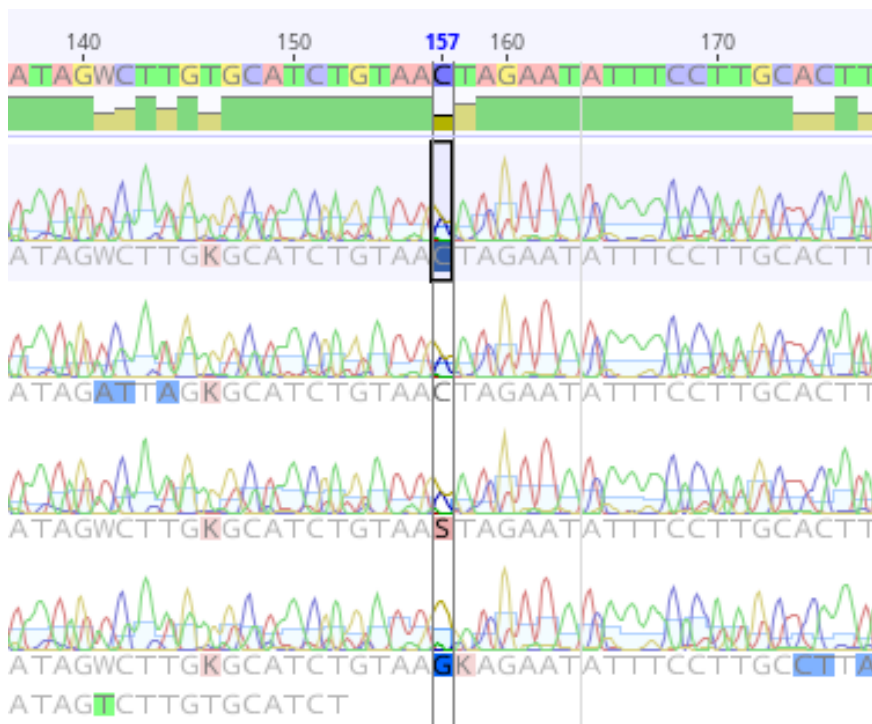 140 150 157 160 170
ATAGWCTTGTGCATCTGTAACTAGAATATTTCCTTGCACTT
ATAGWCTTGKGCATCTGTAACTAGAATATTTCCTTGCACTT
ATAGATTAGKGCATCTGTAACTAGAATATTTCCTTGCACTT
ATAGWCTTGKGCATCTGTAASTAGAATATTTCCTTGCACTT
ATAGWCTTGKGCATCTGTAAGKAGAATATTTCCTTGCCTTA
ATAGTCTTGTGCATCT